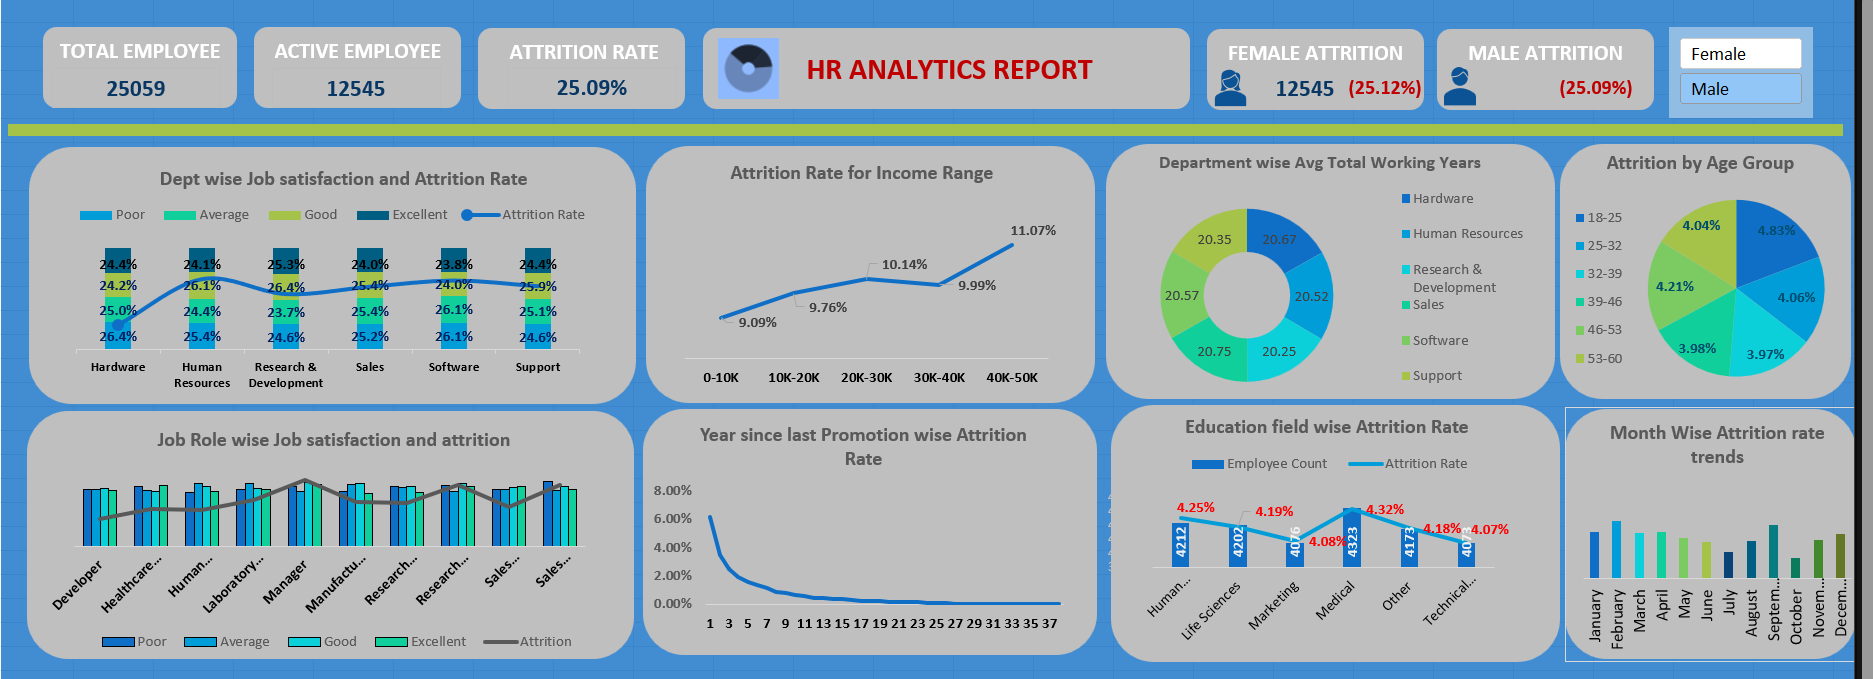 TOTAL EMPLOYEE
25059
ACTIVE EMPLOYEE
12545
ATTRITION RATE
25.09%
HR ANALYTICS REPORT
FEMALE ATTRITION
12545 (25.12%)
MALE ATTRITION
(25.09%)
Female
Male
Dept wise Job satisfaction and Attrition Rate
Poor Average Good Excellent Attrition Rate
24.4% 24.1% 25.3% 24.0% 23.8% 24.4%
24.2% 26.1% 26.4% 25.4% 24.0% 25.9%
25.0% 24.4% 23.7% 25.4% 26.1% 25.1%
26.4% 25.4% 24.6% 25.2% 26.1% 24.6%
Hardware
Human
Resources
Research &
Development
Sales
Software
Support
Attrition Rate for Income Range
9.09%
9.76%
10.14%
9.99%
11.07%
0-10K 10K-20K 20K-30K 30K-40K 40K-50K
Department wise Avg Total Working Years
20.67
20.52
20.25
20.75
20.57
20.35
Hardware
Human Resources
Research &
Development
Sales
Software
Support
Attrition by Age Group
18-25
25-32
32-39
39-46
46-53
53-60
4.83%
4.06%
3.97%
3.98%
4.21%
4.04%
Job Role wise Job satisfaction and attrition
Developer
Healthcare...
Human...
Laboratory...
Manager
Manufactu...
Research...
Research...
Sales...
Sales...
Poor Average Good Excellent Attrition
Year since last Promotion wise Attrition
Rate
8.00%
6.00%
4.00%
2.00%
0.00%
1 3 5 7 9 11 13 15 17 19 21 23 25 27 29 31 33 35 37
Education field wise Attrition Rate
Employee Count Attrition Rate
4.25%
4.19%
4.08%
4.32%
4.18%
4.07%
4212
4202
4076
4323
4173
4073
Human...
Life Sciences
Marketing
Medical
Other
Technical...
Month Wise Attrition rate
trends
January
February
March
April
May
June
July
August
Septem...
October
Novem...
Decem...